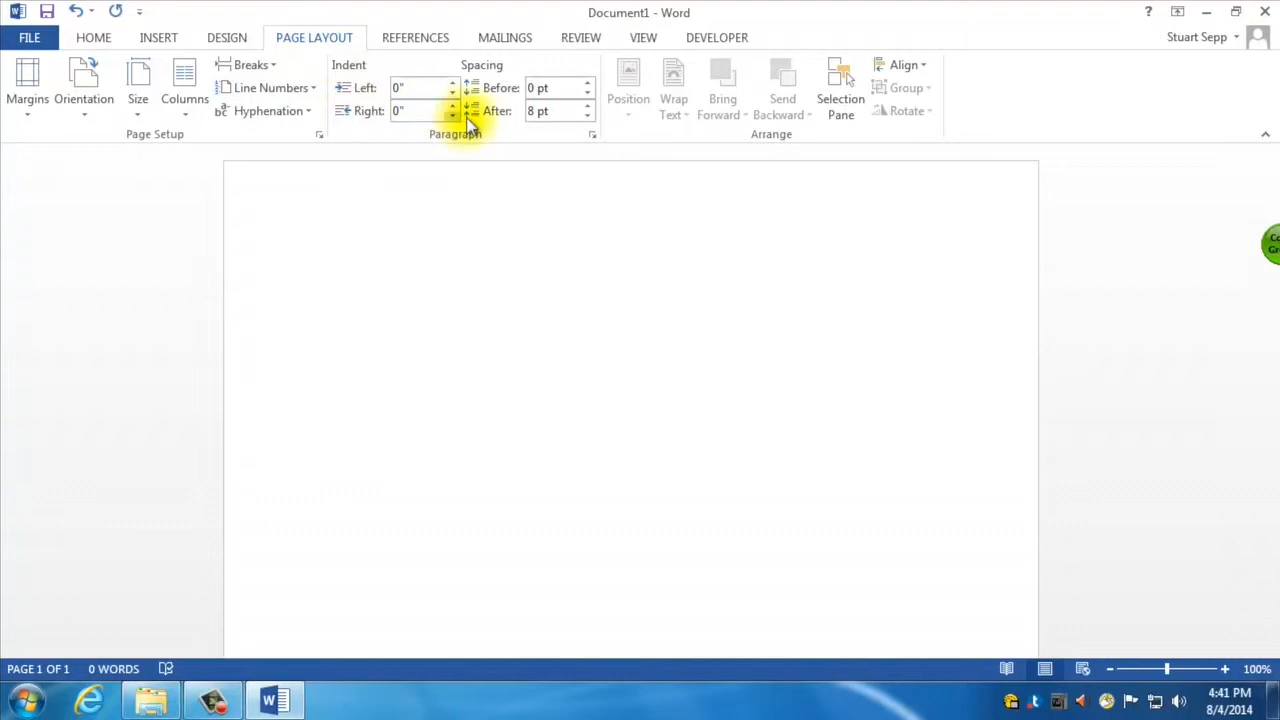 Document1 - Word
?
Stuart Sepp
FILE HOME INSERT DESIGN PAGE LAYOUT REFERENCES MAILINGS REVIEW VIEW DEVELOPER
Margins
Orientation
Size
Columns
Breaks
Line Numbers
Hyphenation
Page Setup
Indent
Left: 0"
Right: 0"
Spacing
Before: 0 pt
After: 8 pt
Paragraph
Position
Wrap
Text
Bring
Forward
Send
Backward
Selection
Pane
Align
Group
Rotate
Arrange
PAGE 1 OF 1 0 WORDS
100%
4:41 PM
8/4/2014